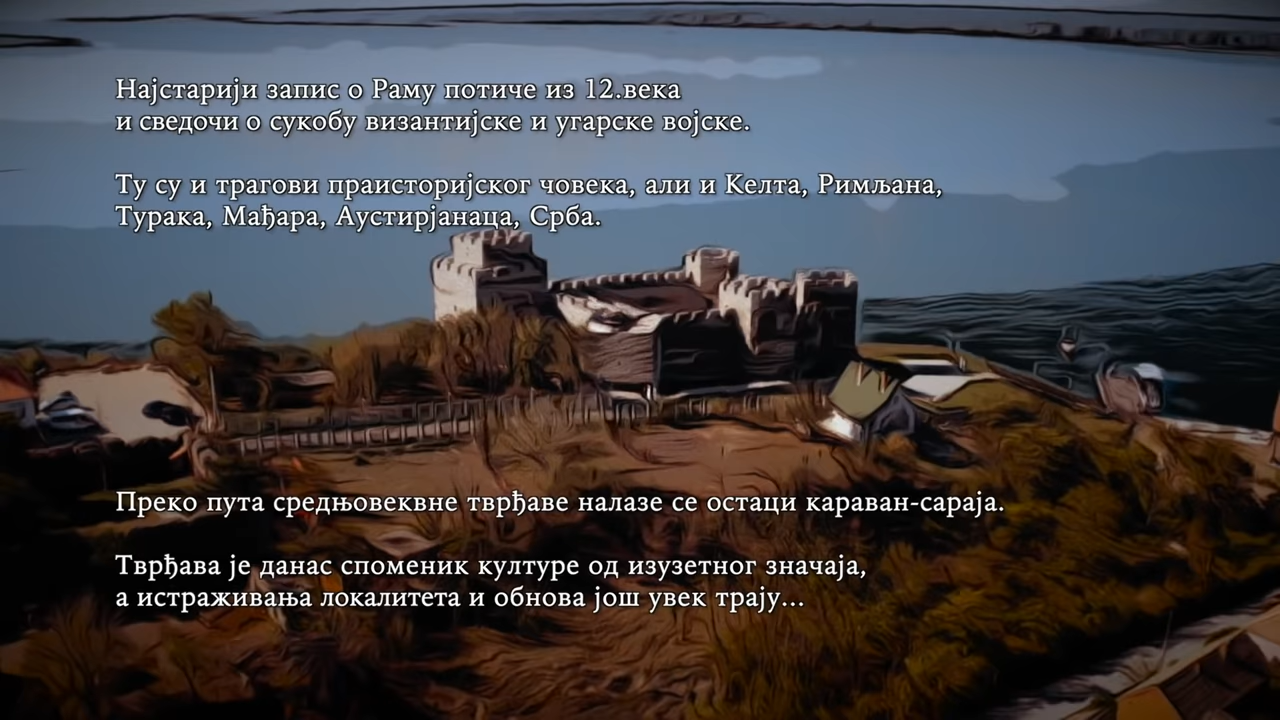 Најстарији запис о Раму потиче из 12.века
и сведочи о сукобу византијске и угарске војске.
Ту су и трагови праисторијског човека, али и Келта, Римљана,
Турака, Мађара, Аустирјанаца, Срба.
Преко пута средњовеквне тврђаве налазе се остаци караван-сараја.
Тврђава је данас споменик културе од изузетног значаја,
а истраживања локалитета и обнова још увек трају...